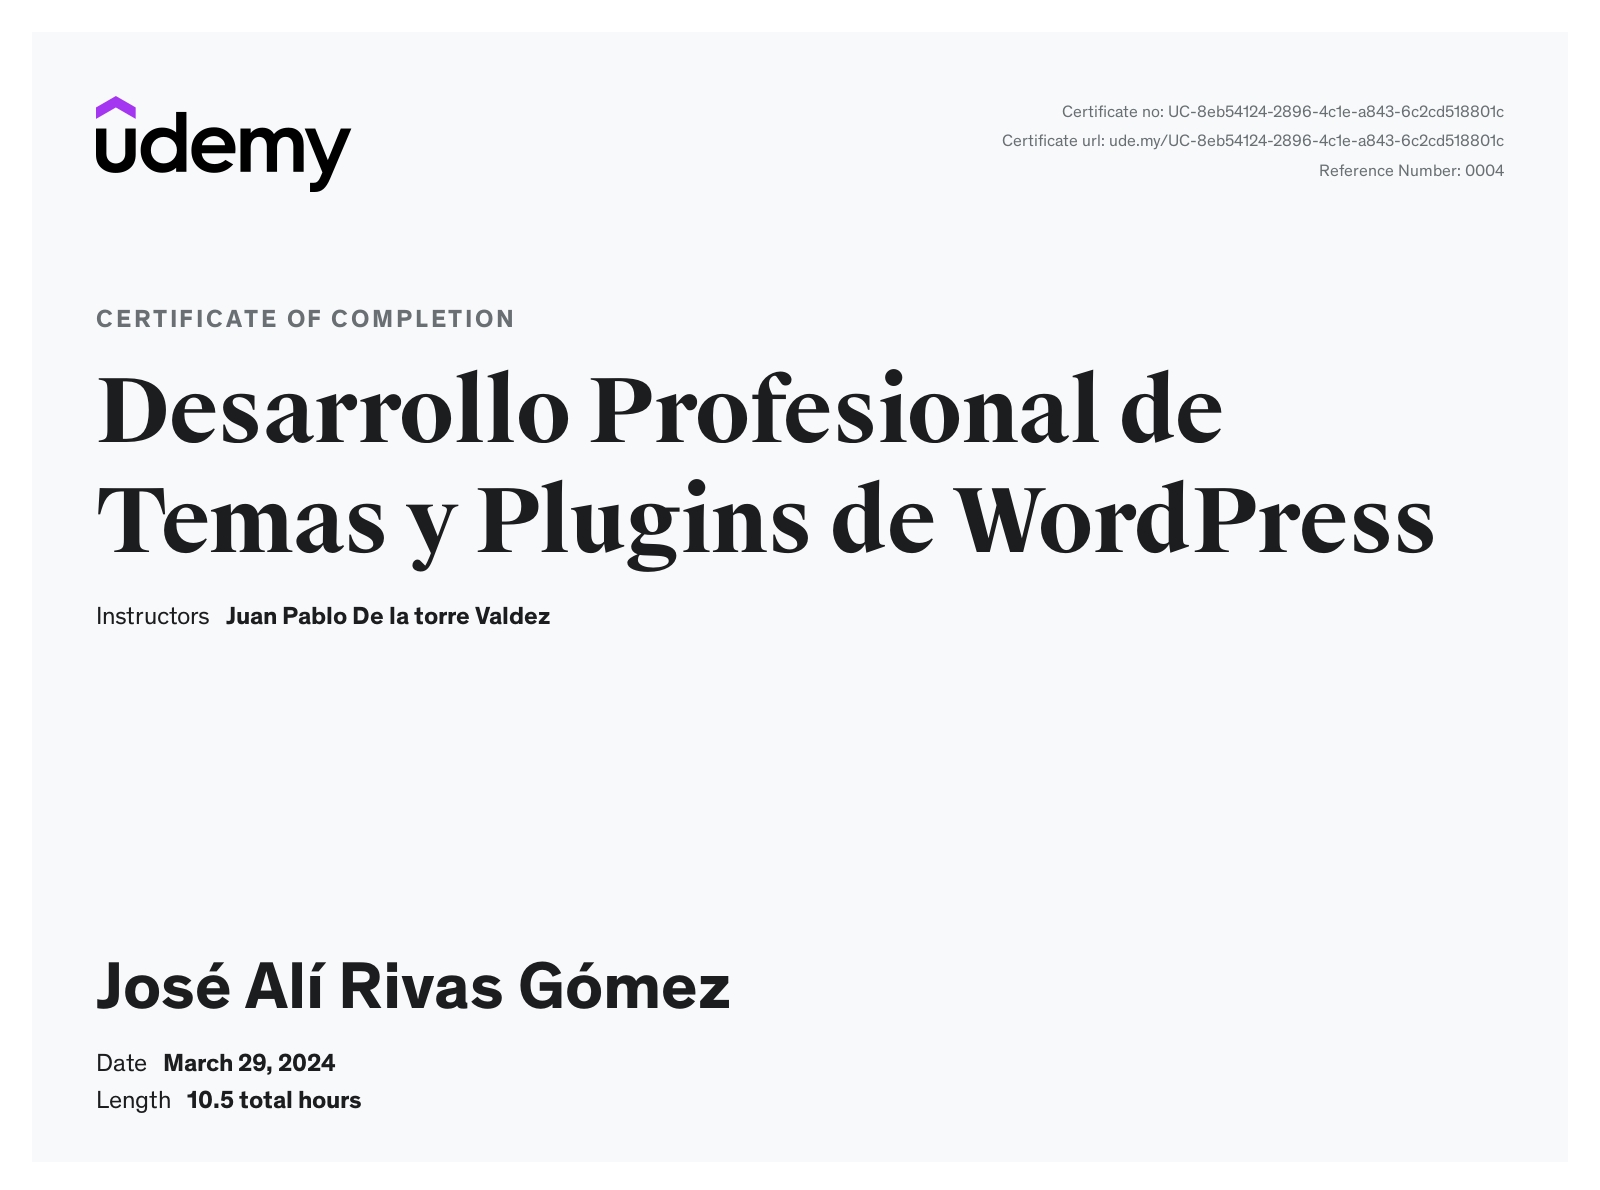 udemy
Certificate no: UC-8eb54124-2896-4c1e-a843-6c2cd518801c
Certificate url: ude.my/UC-8eb54124-2896-4c1e-a843-6c2cd518801c
Reference Number: 0004
CERTIFICATE OF COMPLETION
Desarrollo Profesional de
Temas y Plugins de WordPress
Instructors Juan Pablo De la torre Valdez
José Alí Rivas Gómez
Date March 29, 2024
Length 10.5 total hours